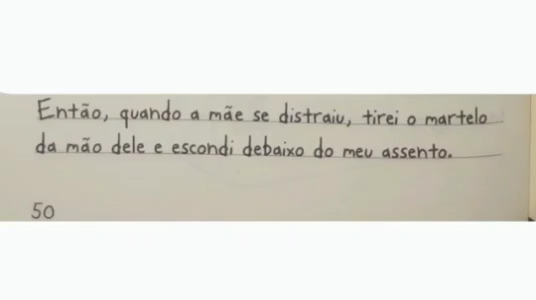 Então, quando a mãe se distraiu, tirei o martelo
da mão dele e escondi debaixo do meu assento.
50